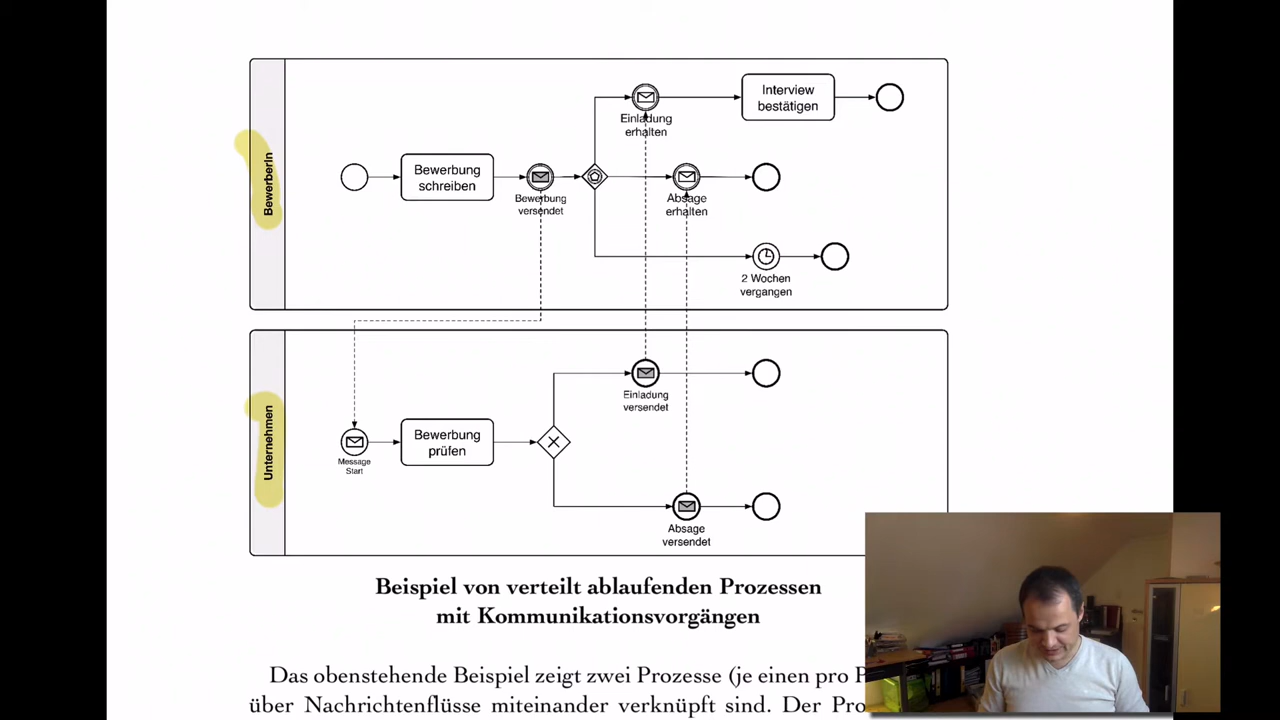 BewerberIn
Interview
bestätigen
Einladung
erhalten
Bewerbung
schreiben
Bewerbung
versendet
Absage
erhalten
2 Wochen
vergangen
Unternehmen
Message
Start
Bewerbung
prüfen
Einladung
versendet
Absage
versendet
Beispiel von verteilt ablaufenden Prozessen
mit Kommunikationsvorgängen
Das obenstehende Beispiel zeigt zwei Prozesse (je einen pro
über Nachrichtenflüsse miteinander verknüpft sind. Der